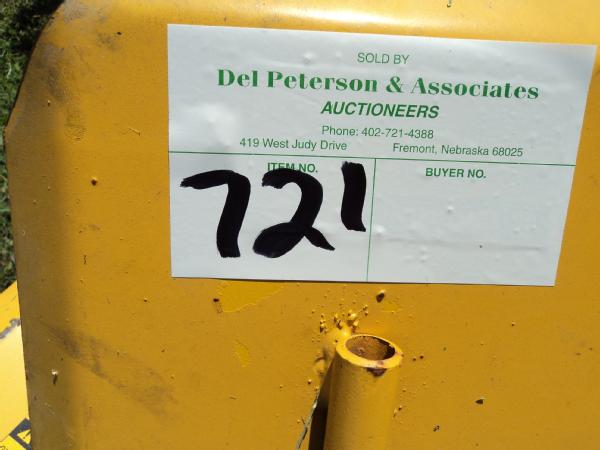 SOLD BY
Del Peterson & Associates
AUCTIONEERS
Phone: 402-721-4388
419 West Judy Drive Fremont, Nebraska 68025
ITEM NO. BUYER NO.
721